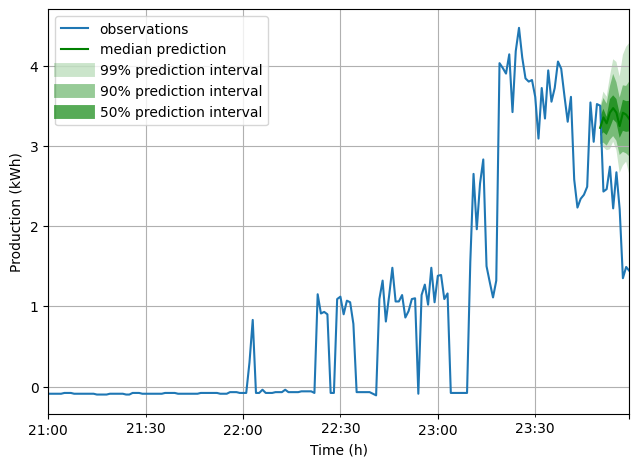 observations
median prediction
99% prediction interval
90% prediction interval
50% prediction interval
Production (kWh)
4
3
2
1
0
21:00
21:30
22:00
22:30
23:00
23:30
Time (h)